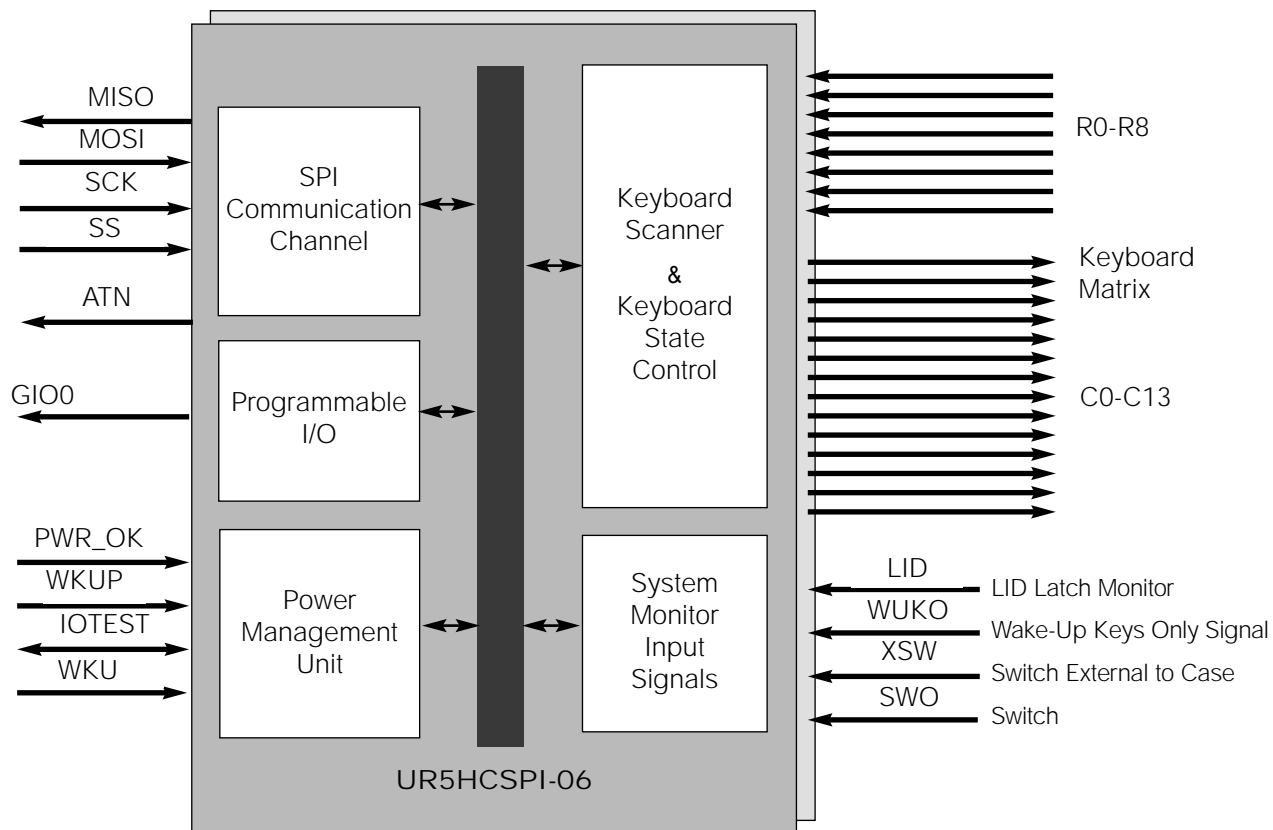 MISO
MOSI
SCK
SS
ATN
GIO0
PWR_OK
WKUP
IOTEST
WKU
SPI
Communication
Channel
Programmable
I/O
Power
Management
Unit
Keyboard
Scanner
&
Keyboard
State
Control
System
Monitor
Input
Signals
UR5HCSPI-06
R0-R8
Keyboard
Matrix
C0-C13
LID
LID Latch Monitor
WUKO
Wake-Up Keys Only Signal
XSW
Switch External to Case
SWO
Switch